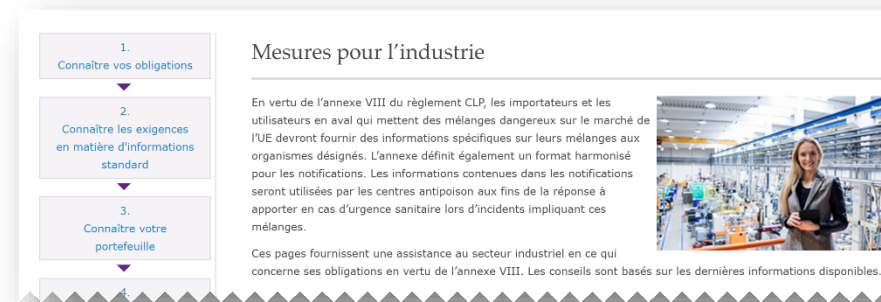 1.
Connaître vos obligations
2.
Connaître les exigences
en matière d'informations
standard
3.
Connaître votre
portefeuille
4.
Mesures pour l’industrie
En vertu de l’annexe VIII du règlement CLP, les importateurs et les
utilisateurs en aval qui mettent des mélanges dangereux sur le marché de
l’UE devront fournir des informations spécifiques sur leurs mélanges aux
organismes désignés. L’annexe définit également un format harmonisé
pour les notifications. Les informations contenues dans les notifications
seront utilisées par les centres antipoison aux fins de la réponse à
apporter en cas d’urgence sanitaire lors d’incidents impliquant ces
mélanges.
Ces pages fournissent une assistance au secteur industriel en ce qui
concerne ses obligations en vertu de l’annexe VIII. Les conseils sont basés sur les dernières informations disponibles.